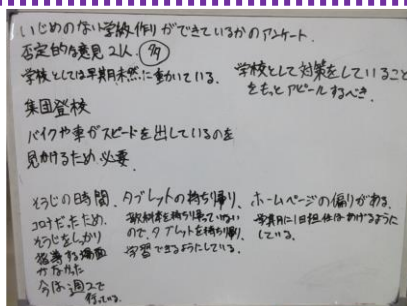 いじめのない学級作りができているかのアンケート.
否定的な意見 2人.
学校としては早期未然に動いている.
学校として対策をしていること
をもっとアピールするべき.
集団登校
バイクや車がスピードを出しているのを
見かけるため 必要.
そうじの時間.
コロナだったため.
そうじをしっかり
指導する場面
がなかった
今は週2で
行っている.
タブレットの持ち帰り.
教科書を持ち帰っていない
ので、タブレットを持ち帰り、
学習できるようにしている.
ホームページの偏りがある.
に1日担任はあげるように
している.